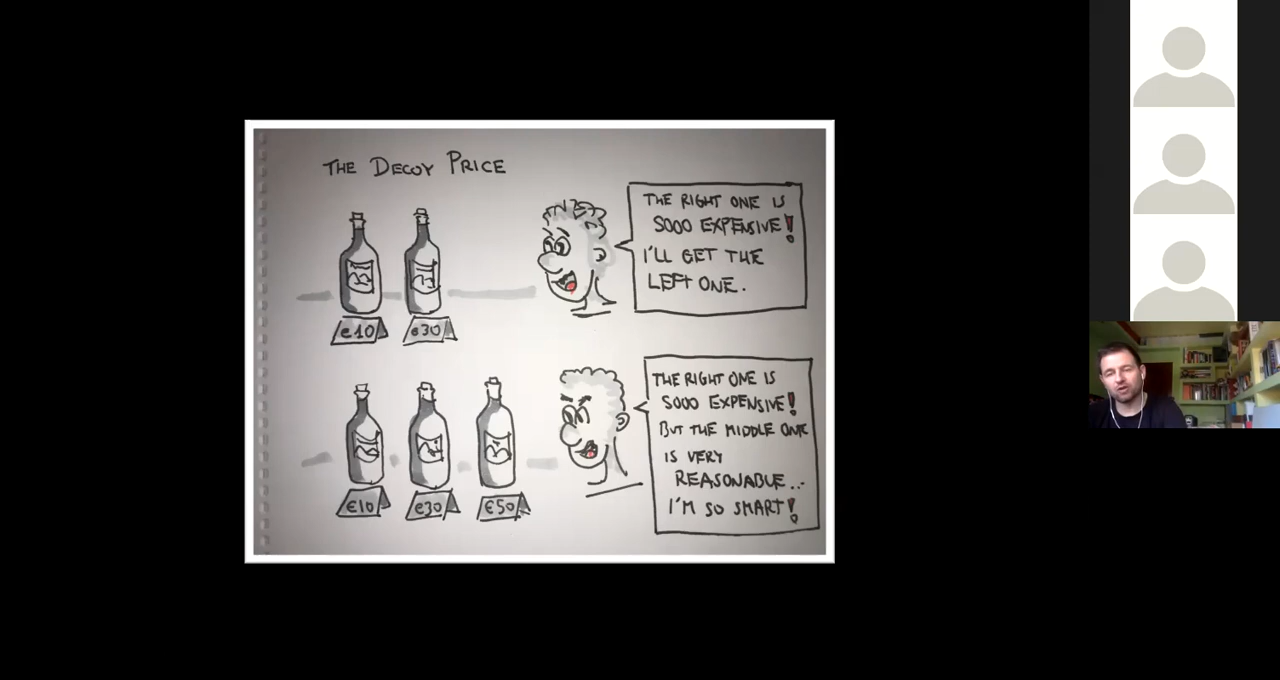 THE DECOY PRICE
THE RIGHT ONE IS
SOOO EXPENSIVE!
I'LL GET THE
LEFT ONE.
€10
€30
THE RIGHT ONE IS
SOOO EXPENSIVE!
BUT THE MIDDLE ONE
IS VERY
REASONABLE...
I'M SO SMART!
€10
€30
€50